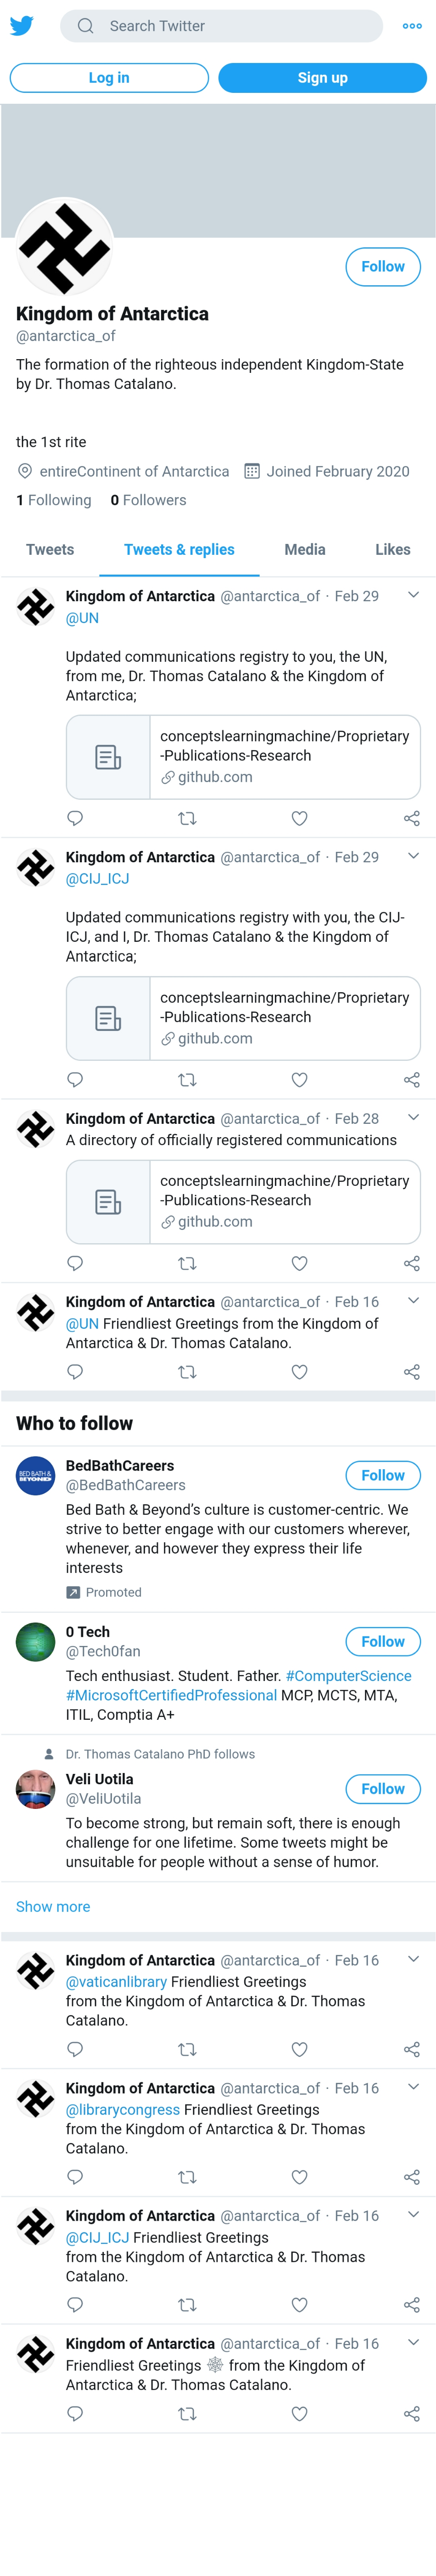 Search Twitter
Log in
Sign up
Follow
Kingdom of Antarctica
@antarctica_of
The formation of the righteous independent Kingdom-State
by Dr. Thomas Catalano.
the 1st rite
entireContinent of Antarctica
Joined February 2020
1 Following
0 Followers
Tweets
Tweets & replies
Media
Likes
Kingdom of Antarctica @antarctica_of · Feb 29
@UN
Updated communications registry to you, the UN,
from me, Dr. Thomas Catalano & the Kingdom of
Antarctica;
conceptslearningmachine/Proprietary
-Publications-Research
github.com
Kingdom of Antarctica @antarctica_of · Feb 29
@CIJ_ICJ
Updated communications registry with you, the CIJ-
ICJ, and I, Dr. Thomas Catalano & the Kingdom of
Antarctica;
conceptslearningmachine/Proprietary
-Publications-Research
github.com
Kingdom of Antarctica @antarctica_of · Feb 28
A directory of officially registered communications
conceptslearningmachine/Proprietary
-Publications-Research
github.com
Kingdom of Antarctica @antarctica_of · Feb 16
@UN Friendliest Greetings from the Kingdom of
Antarctica & Dr. Thomas Catalano.
Who to follow
BED BATH &
BEYOND
BedBathCareers
@BedBathCareers
Follow
Bed Bath & Beyond's culture is customer-centric. We
strive to better engage with our customers wherever,
whenever, and however they express their life
interests
Promoted
0 Tech
@Tech0fan
Follow
Tech enthusiast. Student. Father. #ComputerScience
#MicrosoftCertifiedProfessional MCP, MCTS, MTA,
ITIL, Comptia A+
Dr. Thomas Catalano PhD follows
Veli Uotila
@VeliUotila
Follow
To become strong, but remain soft, there is enough
challenge for one lifetime. Some tweets might be
unsuitable for people without a sense of humor.
Show more
Kingdom of Antarctica @antarctica_of · Feb 16
@vaticanlibrary Friendliest Greetings
from the Kingdom of Antarctica & Dr. Thomas
Catalano.
Kingdom of Antarctica @antarctica_of · Feb 16
@librarycongress Friendliest Greetings
from the Kingdom of Antarctica & Dr. Thomas
Catalano.
Kingdom of Antarctica @antarctica_of · Feb 16
@CIJ_ICJ Friendliest Greetings
from the Kingdom of Antarctica & Dr. Thomas
Catalano.
Kingdom of Antarctica @antarctica_of · Feb 16
Friendliest Greetings 🕸 from the Kingdom of
Antarctica & Dr. Thomas Catalano.